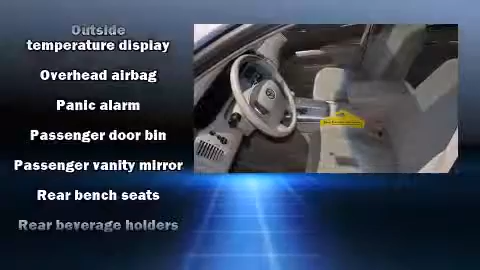 Outside
temperature display
Overhead airbag
Panic alarm
Passenger door bin
Passenger vanity mirror
Rear bench seats
Rear beverage holders